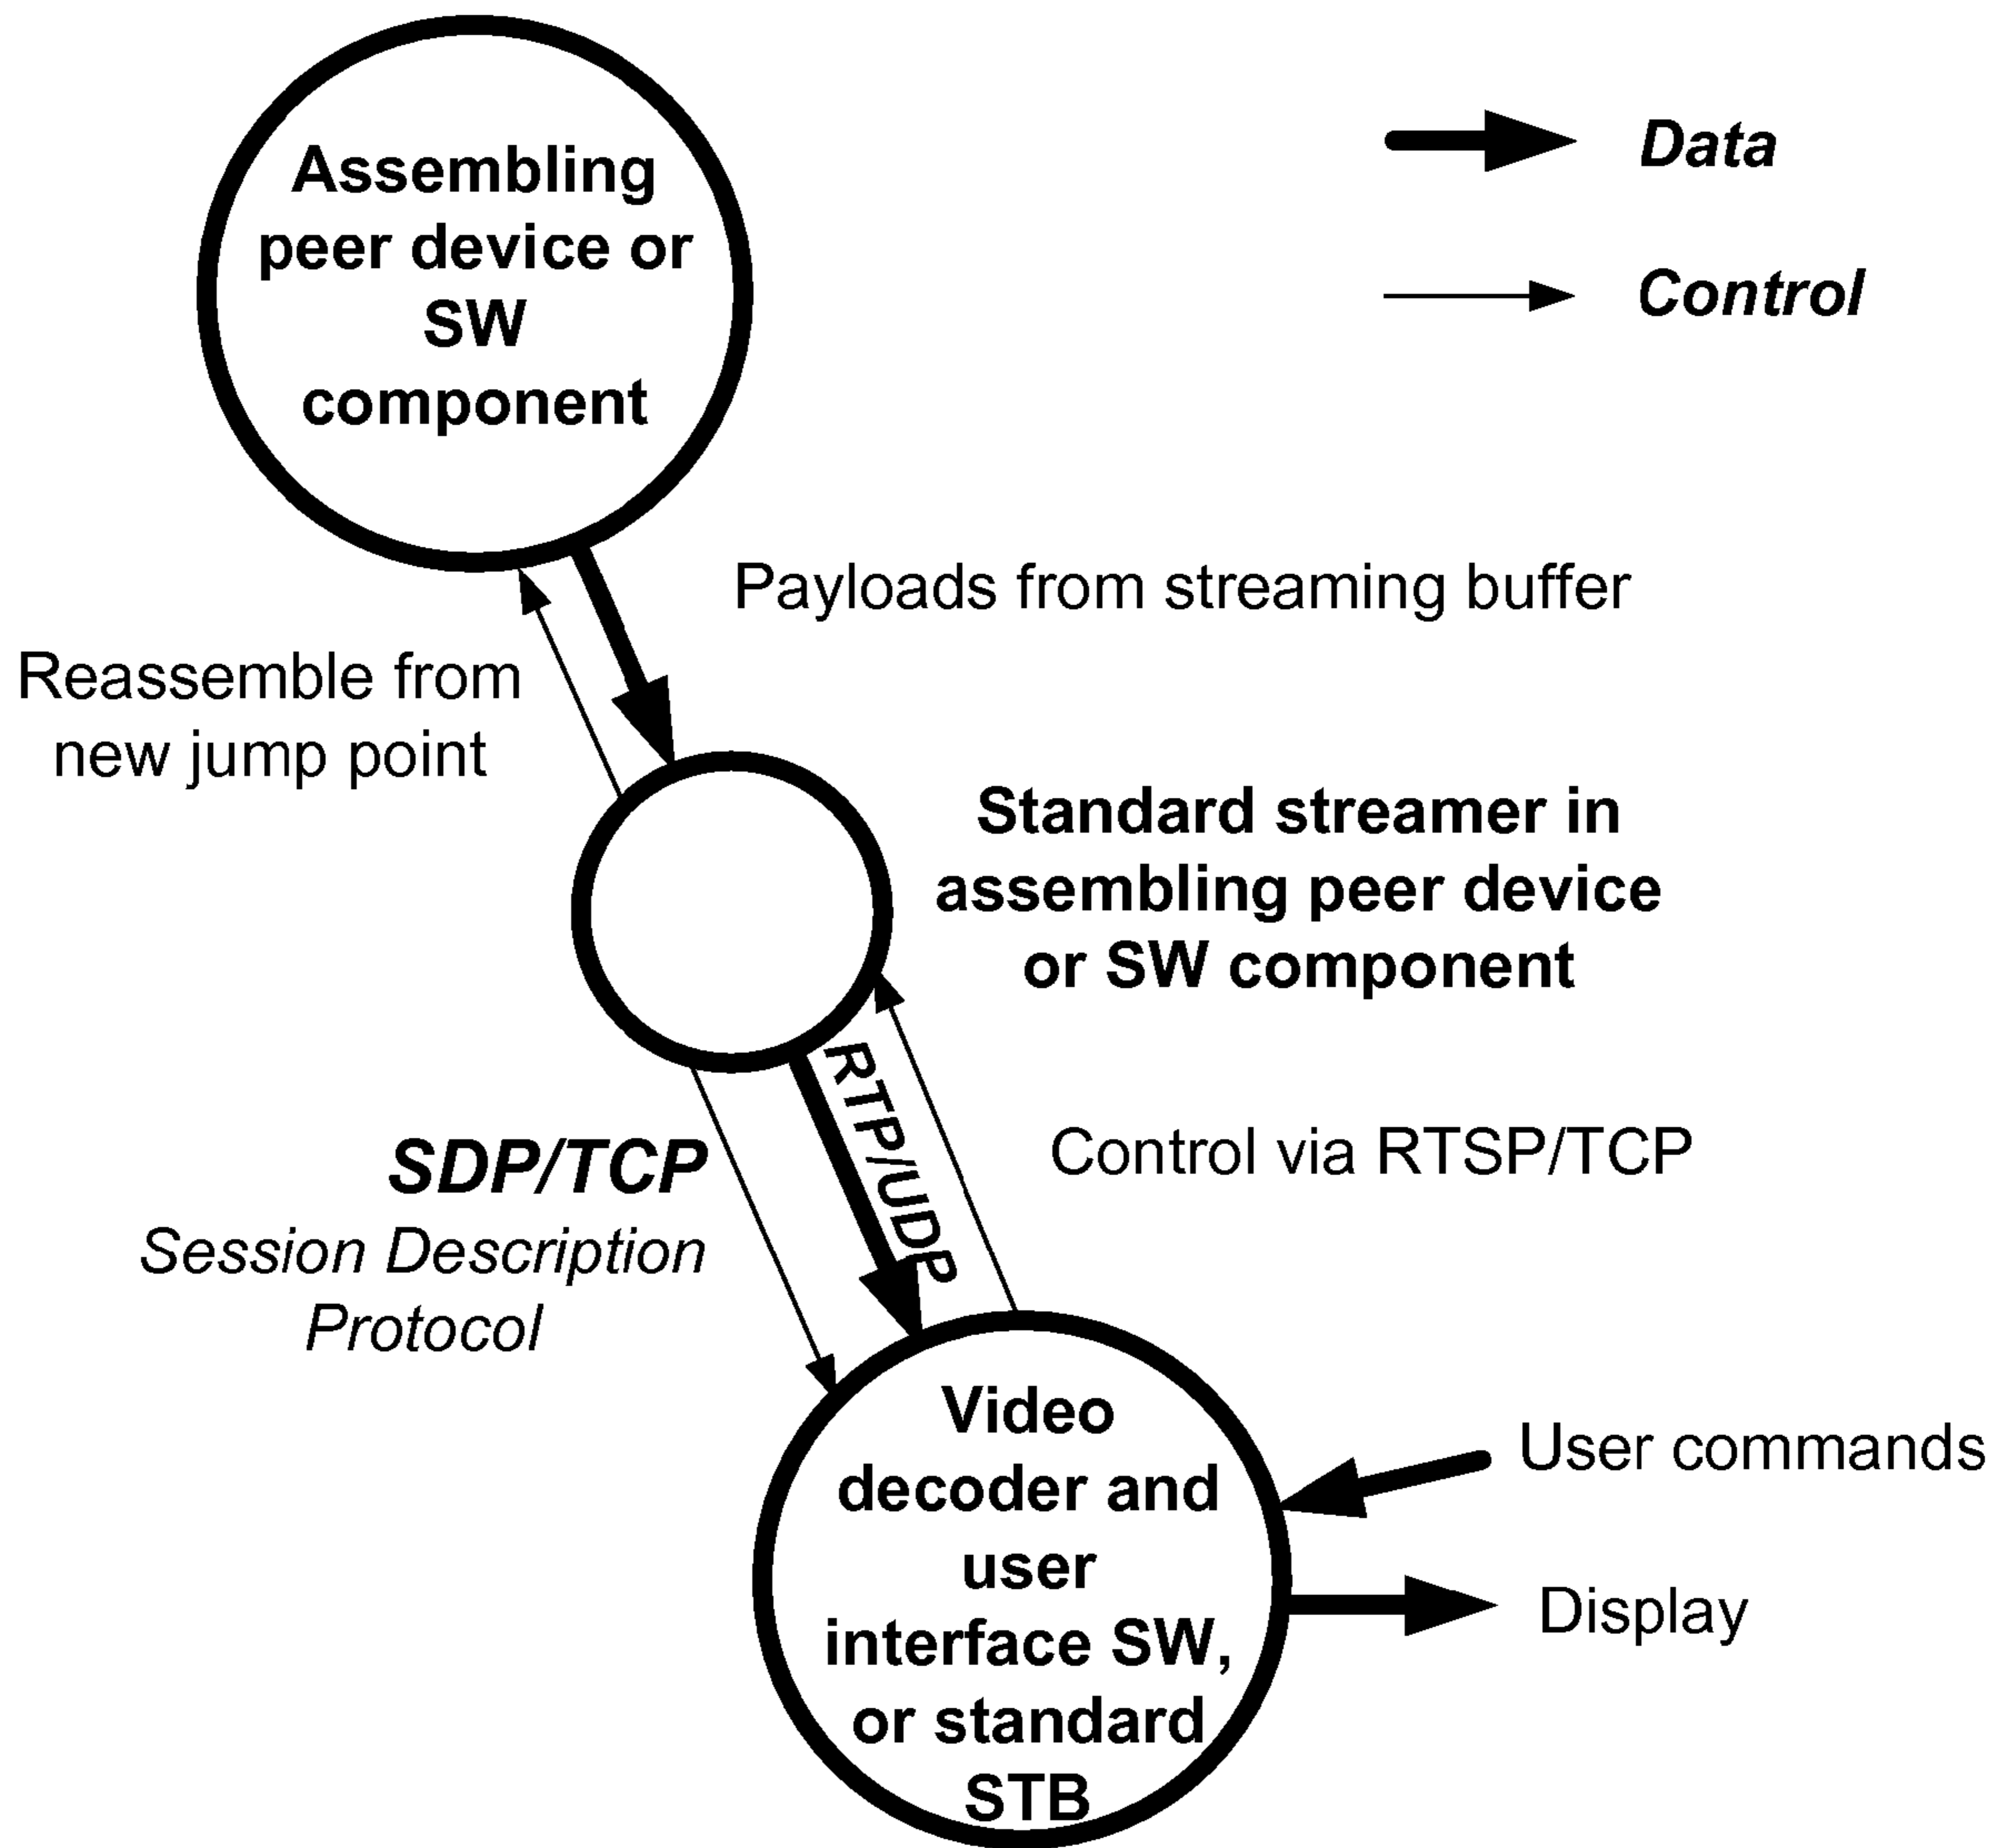 Assembling
peer device or
SW
component
Data
Control
Payloads from streaming buffer
Reassemble from
new jump point
Standard streamer in
assembling peer device
or SW component
RTP/UDP
SDP/TCP
Session Description
Protocol
Control via RTSP/TCP
Video
decoder and
user
interface SW,
or standard
STB
User commands
Display